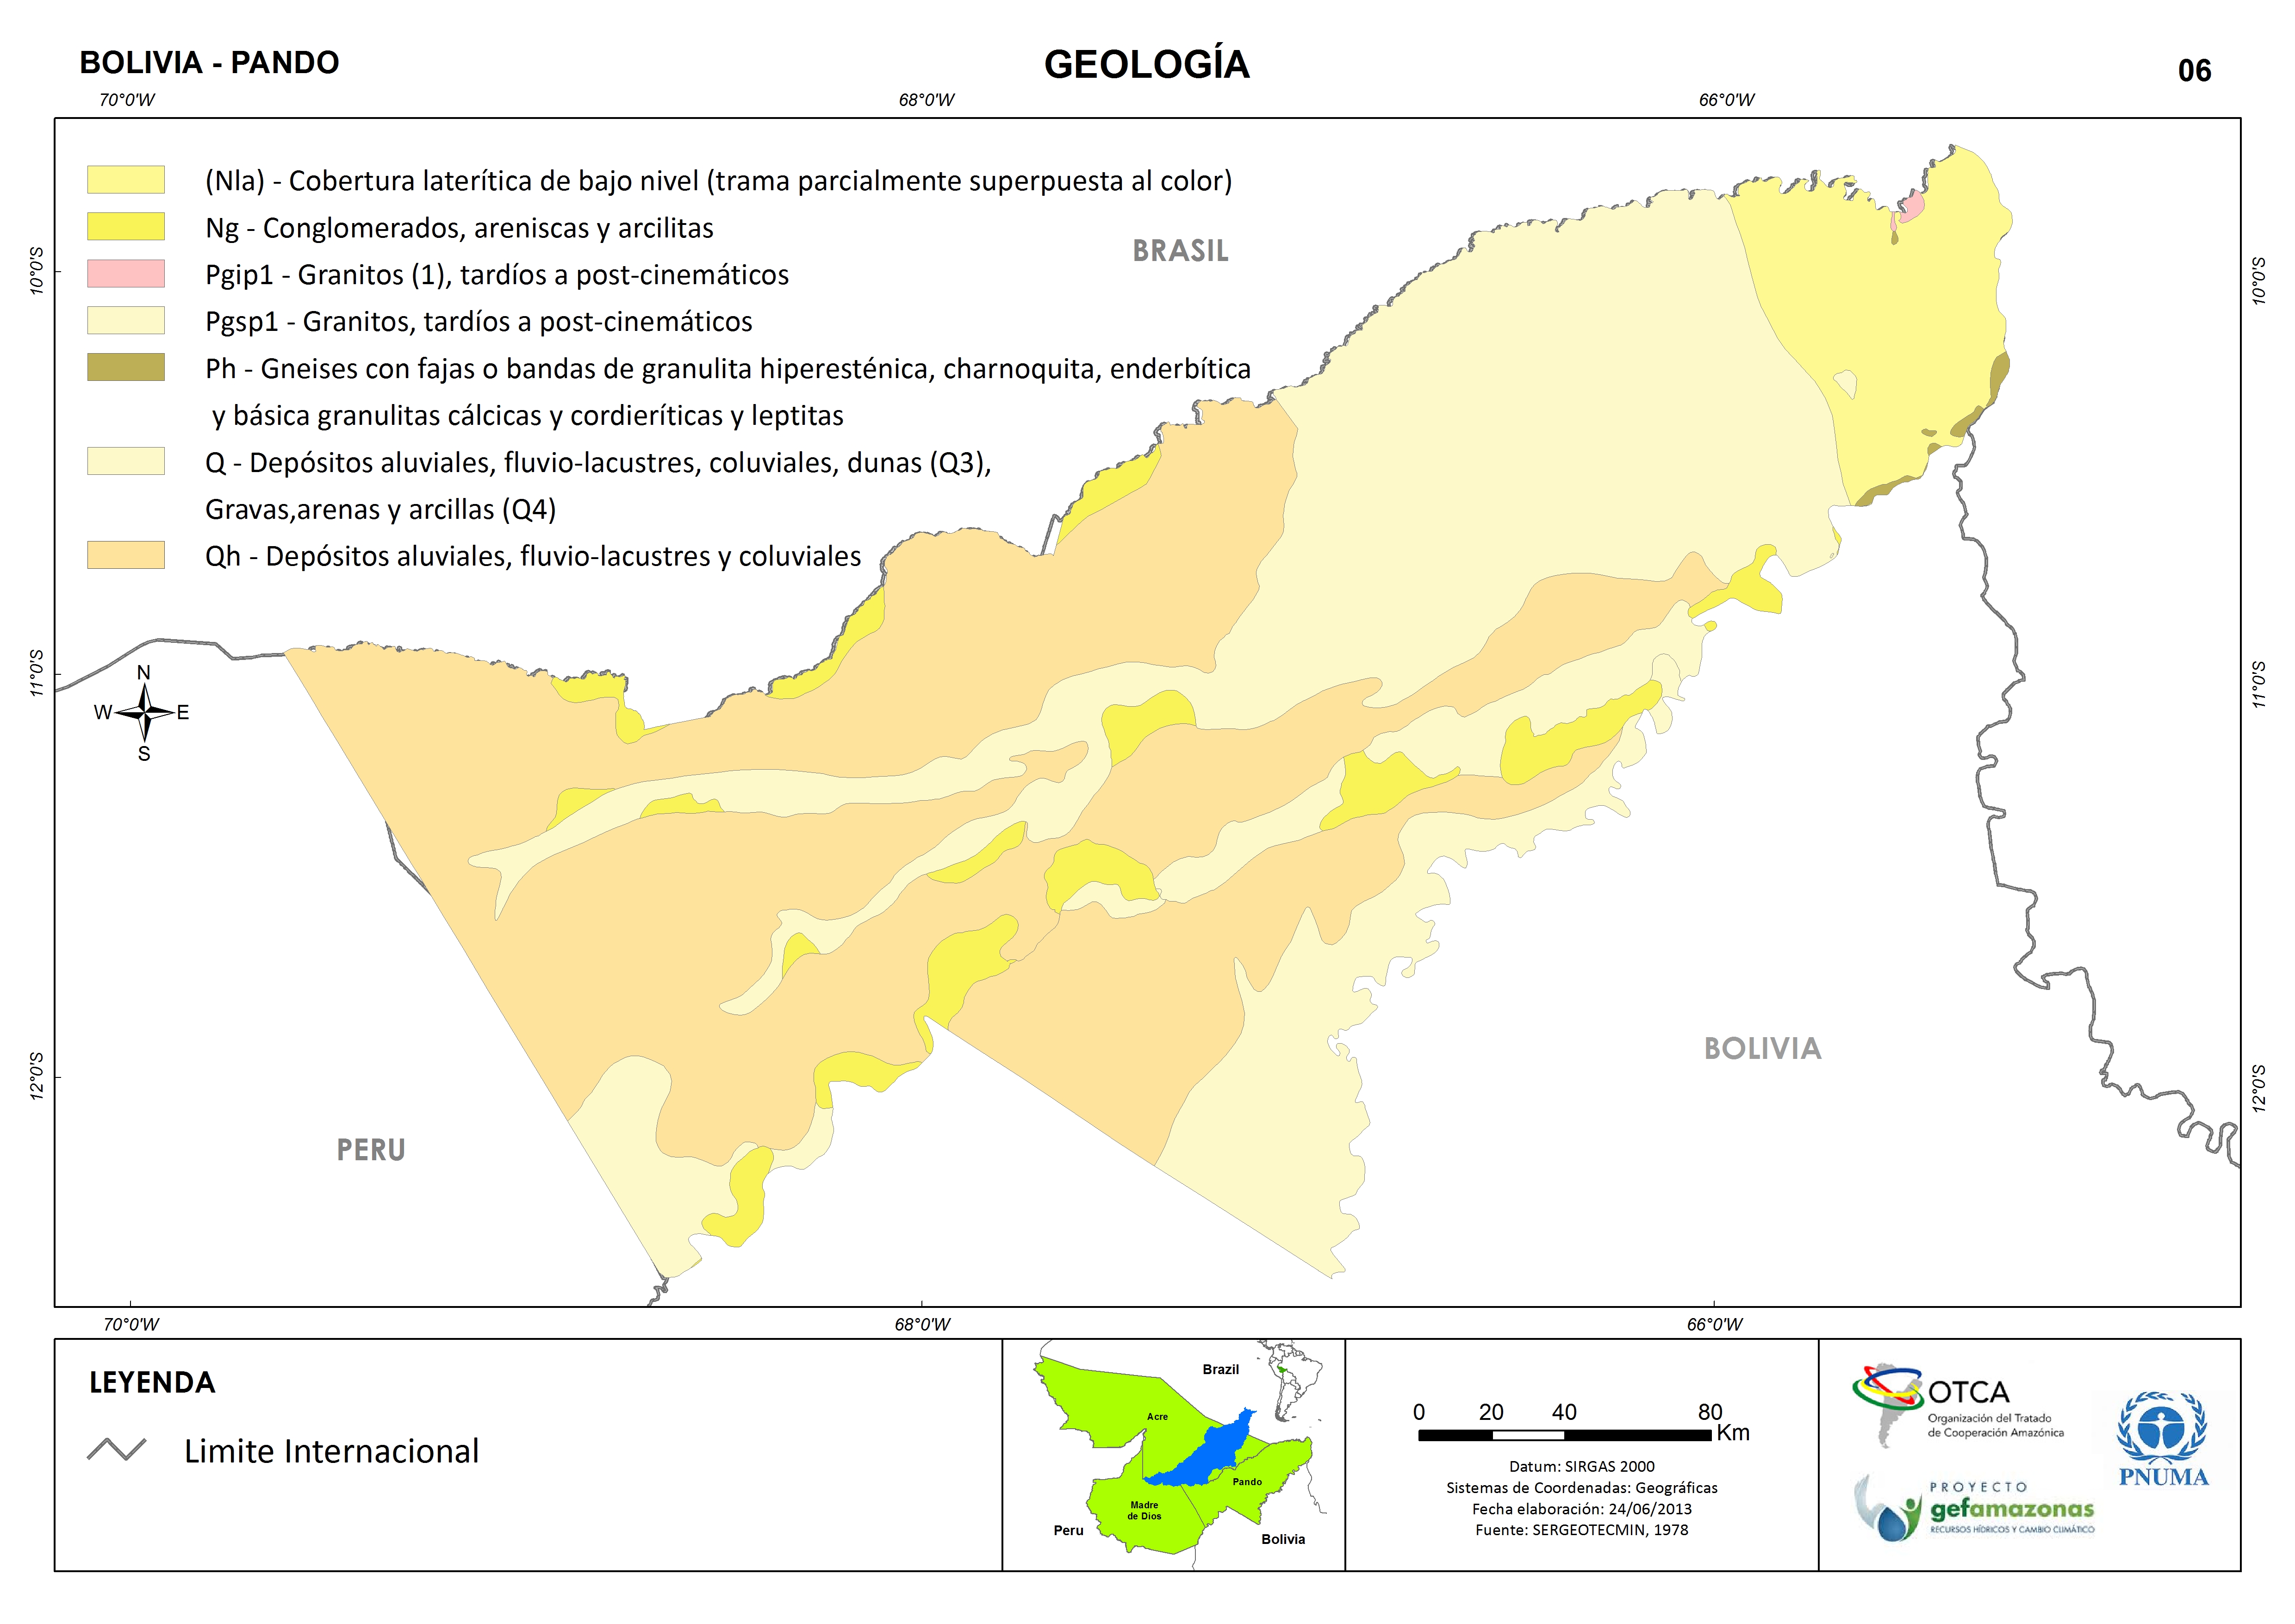 BOLIVIA - PANDO
GEOLOGÍA
06
70°0'W
68°0'W
66°0'W
(Nla) - Cobertura laterítica de bajo nivel (trama parcialmente superpuesta al color)
Ng - Conglomerados, areniscas y arcilitas
Pgip1 - Granitos (1), tardíos a post-cinemáticos
Pgsp1 - Granitos, tardíos a post-cinemáticos
Ph - Gneises con fajas o bandas de granulita hiperesténica, charnoquita, enderbítica
y básica granulitas cálcicas y cordieríticas y leptitas
Q - Depósitos aluviales, fluvio-lacustres, coluviales, dunas (Q3),
Gravas,arenas y arcillas (Q4)
Qh - Depósitos aluviales, fluvio-lacustres y coluviales
BRASIL
10°0'S
10°0'S
11°0'S
11°0'S
N
W
E
S
BOLIVIA
12°0'S
12°0'S
PERU
70°0'W
68°0'W
66°0'W
LEYENDA
Limite Internacional
Brazil
Acre
Pando
Madre
de Dios
Peru
Bolivia
0 20 40 80
Km
Datum: SIRGAS 2000
Sistemas de Coordenadas: Geográficas
Fecha elaboración: 24/06/2013
Fuente: SERGEOTECMIN, 1978
OTCA
Organización del Tratado
de Cooperación Amazónica
PNUMA
PROYECTO
gefamazonas
RECURSOS HÍDRICOS Y CAMBIO CLIMÁTICO